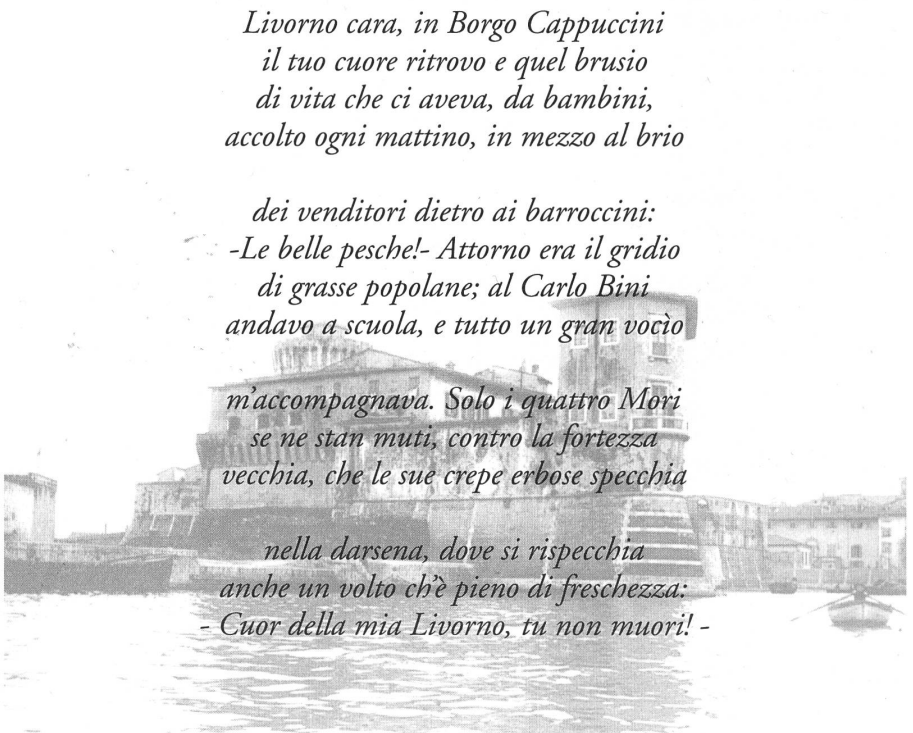 Livorno cara, in Borgo Cappuccini
il tuo cuore ritrovo e quel brusio
di vita che ci aveva, da bambini,
accolto ogni mattino, in mezzo al brio
dei venditori dietro ai barroccini:
-Le belle pesche!- Attorno era il gridio
di grasse popolane; al Carlo Bini
andavo a scuola, e tutto un gran vocìo
m'accompagnava. Solo i quattro Mori
se ne stan muti, contro la fortezza
vecchia, che le sue crepe erbose specchia
nella darsena, dove si rispecchia
anche un volto ch'è pieno di freschezza:
- Cuor della mia Livorno, tu non muori! -